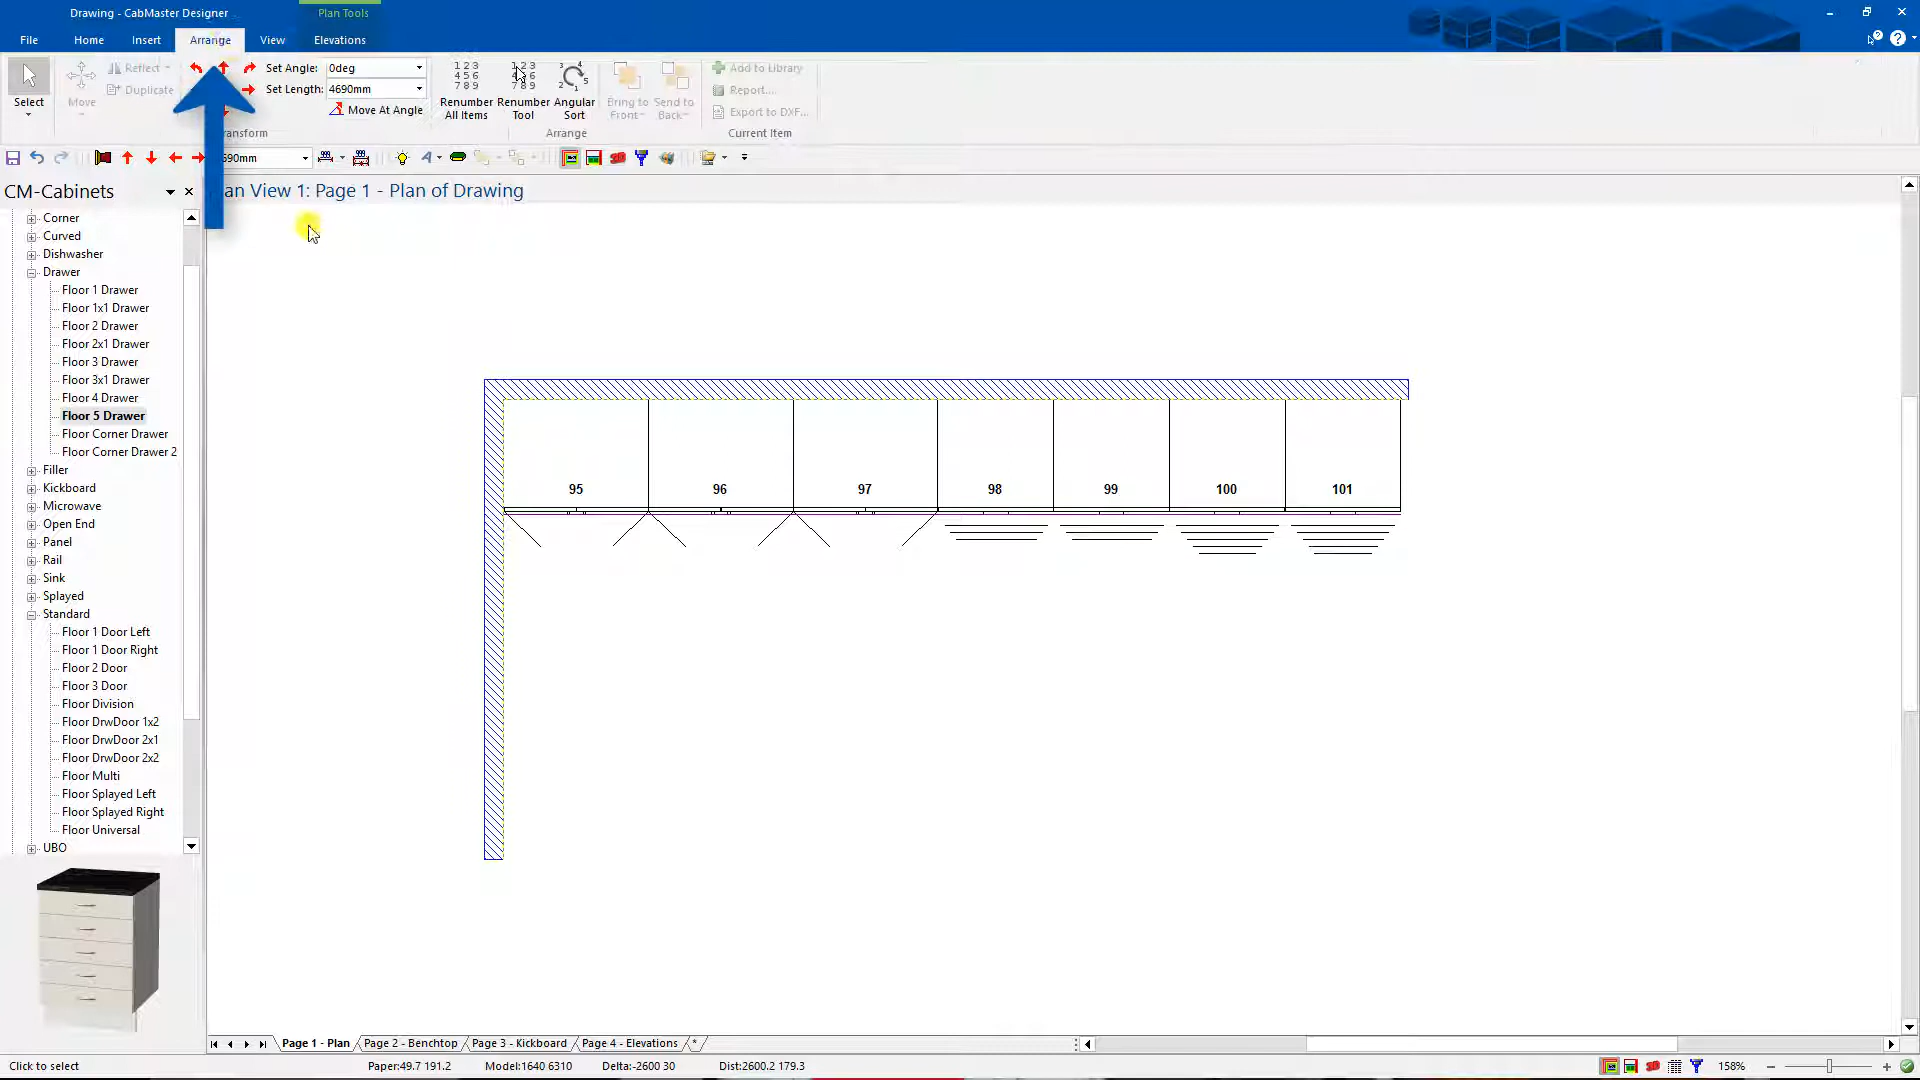 Drawing - CabMaster Designer
Plan Tools
File
Home
Insert
Arrange
View
Elevations
Select
Move
Reflect
Duplicate
Set Angle:
0deg
Set Length:
4690mm
Move At Angle
1 2 3
4 5 6
7 8 9
Renumber
All Items
Renumber
Tool
Angular
Sort
Bring to
Front
Send to
Back
Add to Library
Report...
Export to DXF...
Arrange
Current Item
CM-Cabinets
View 1: Page 1 - Plan of Drawing
Corner
Curved
Dishwasher
Drawer
Floor 1 Drawer
Floor 1x1 Drawer
Floor 2 Drawer
Floor 2x1 Drawer
Floor 3 Drawer
Floor 3x1 Drawer
Floor 4 Drawer
Floor 5 Drawer
Floor Corner Drawer
Floor Corner Drawer 2
Filler
Kickboard
Microwave
Open End
Panel
Rail
Sink
Splayed
Standard
Floor 1 Door Left
Floor 1 Door Right
Floor 2 Door
Floor 3 Door
Floor Division
Floor DrwDoor 1x2
Floor DrwDoor 2x1
Floor DrwDoor 2x2
Floor Multi
Floor Splayed Left
Floor Splayed Right
Floor Universal
UBO
95
96
97
98
99
100
101
Page 1 - Plan
Page 2 - Benchtop
Page 3 - Kickboard
Page 4 - Elevations
*
Click to select
Paper:49.7 191.2
Model:1640 6310
Delta:-2600 30
Dist:2600.2 179.3
158%